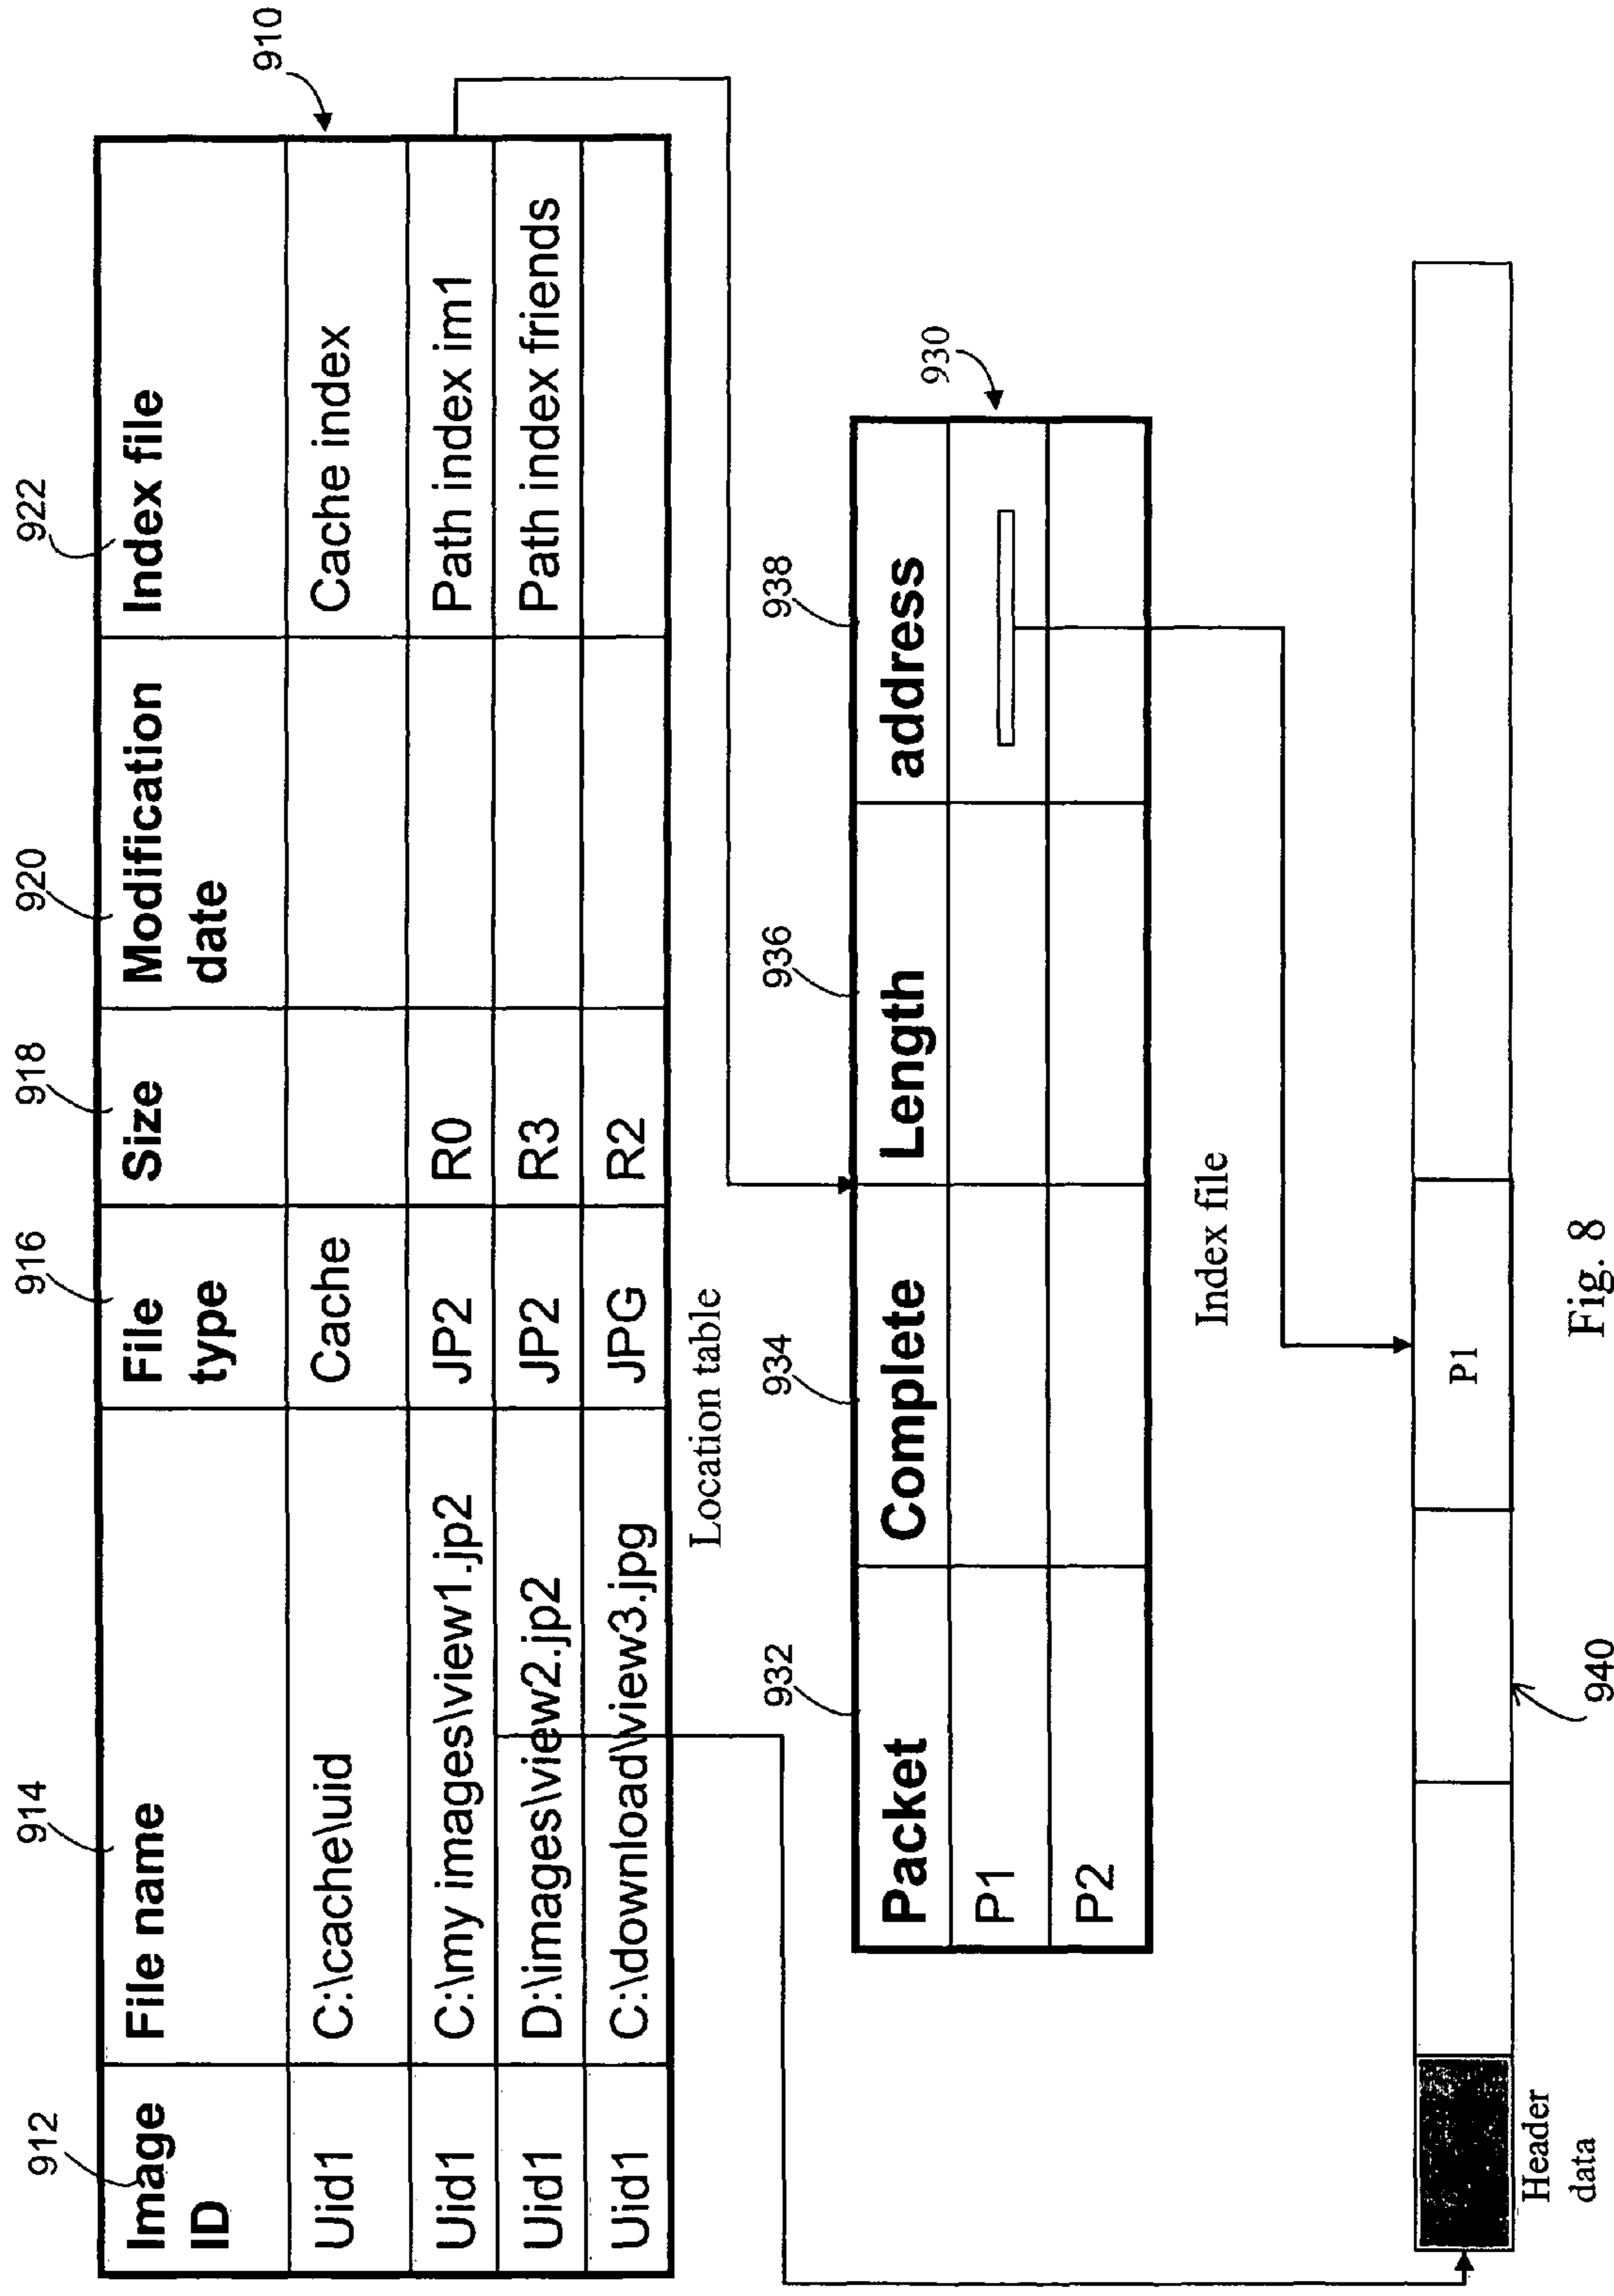 912
914
916
918
920
922
910
Image ID File name File type Size Modification date Index file
Uid1 C:\cache\uid Cache Cache index
Uid1 C:\my images\view1.jp2 JP2 R0 Path index im1
Uid1 D:\images\view2.jp2 JP2 R3 Path index friends
Uid1 C:\download\view3.jpg JPG R2
Location table
932
934
936
938
930
Packet Complete Length address
P1
P2
Index file
P1
Header
data
940
Fig. 8